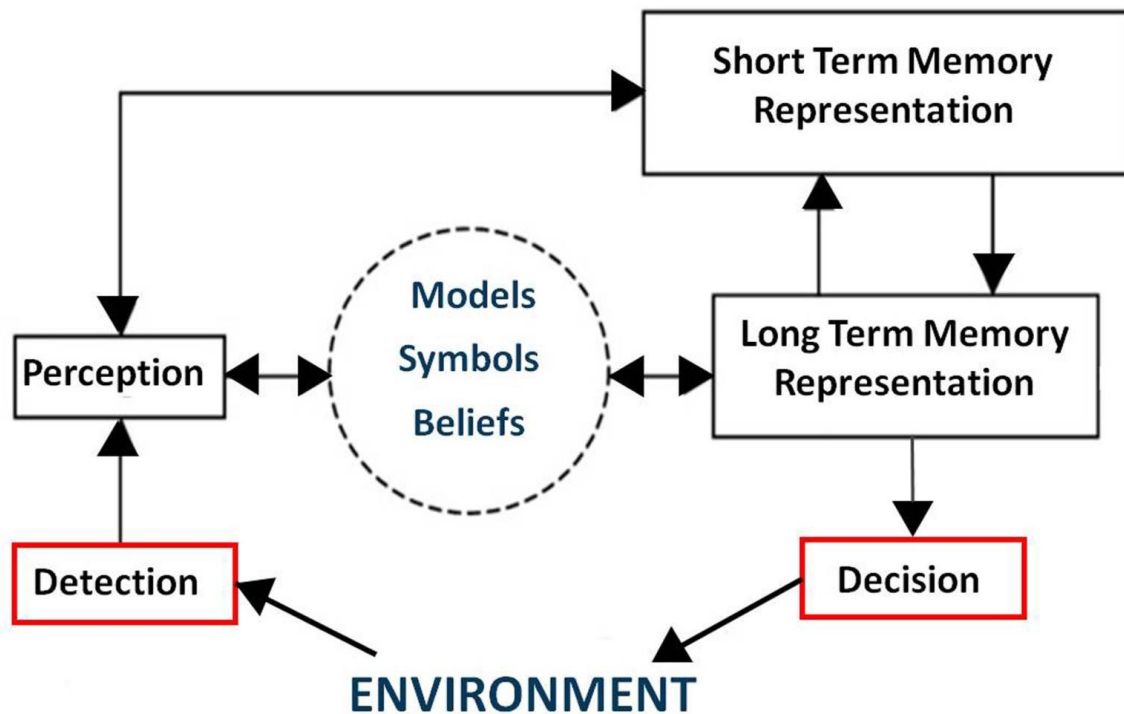 Short Term Memory
Representation
Models
Symbols
Beliefs
Perception
Long Term Memory
Representation
Detection
Decision
ENVIRONMENT